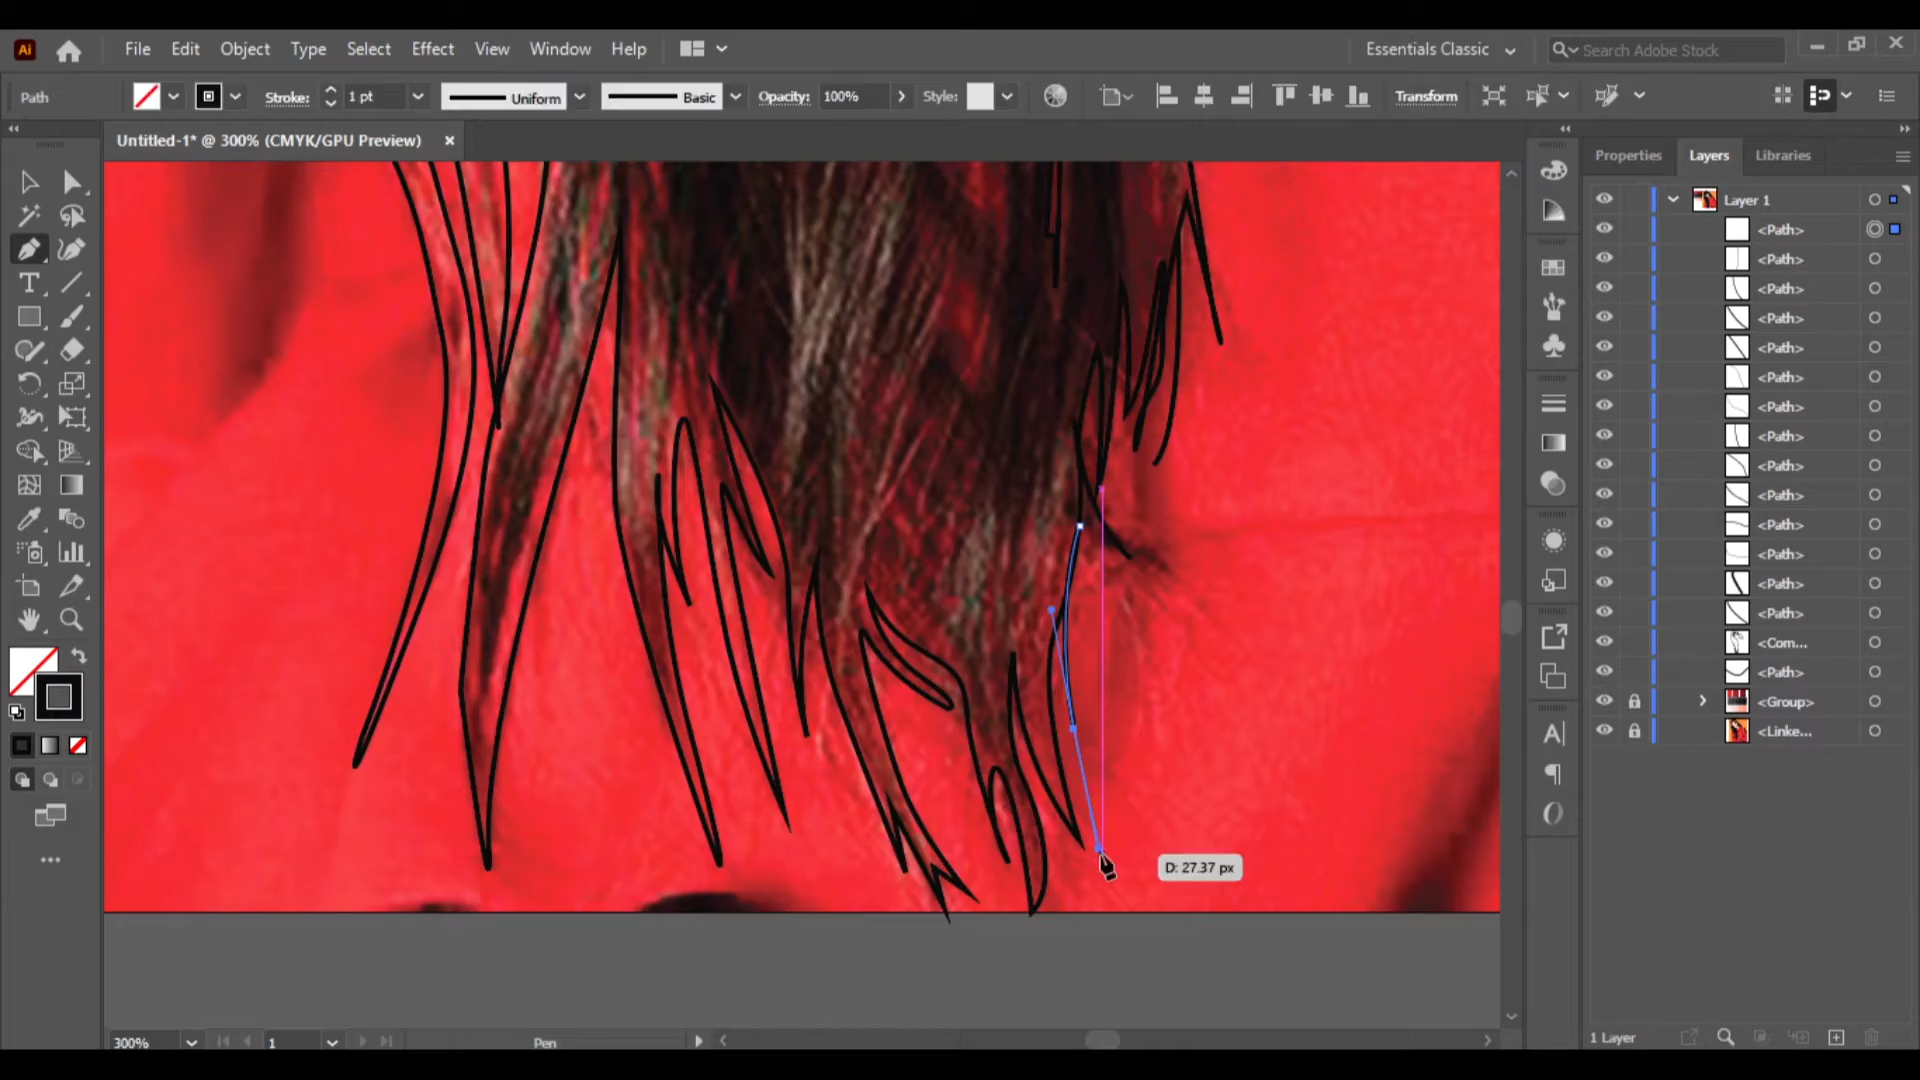 Ai File Edit Object Type Select Effect View Window Help Essentials Classic Search Adobe Stock
Path Stroke: 1 pt Uniform Basic Opacity: 100% Style: Transform
Untitled-1* @ 300% (CMYK/GPU Preview)
Properties Layers Libraries
Layer 1
<Path>
<Path>
<Path>
<Path>
<Path>
<Path>
<Path>
<Path>
<Path>
<Path>
<Path>
<Path>
<Path>
<Path>
<Com...
<Path>
<Group>
<Linke...
D: 27.37 px
300% 1 Pen
1 Layer